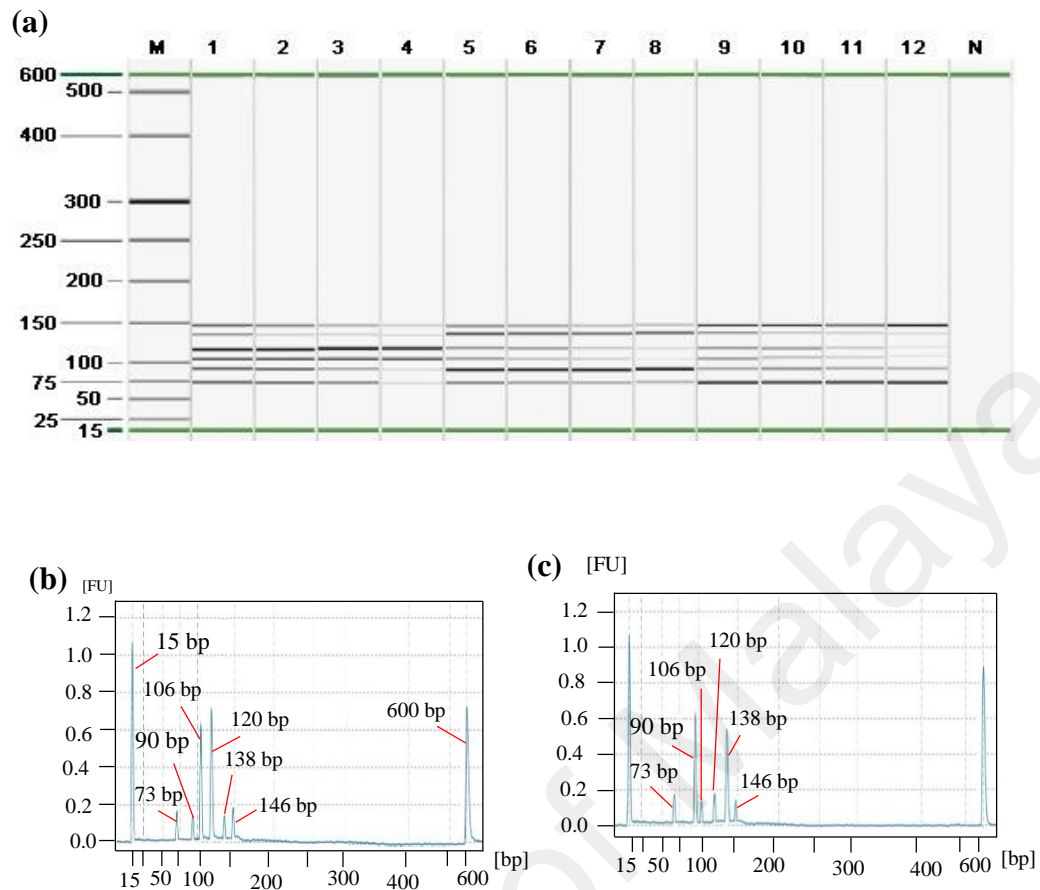 (a)
M 1 2 3 4 5 6 7 8 9 10 11 12 N
600
500
400
300
250
200
150
100
75
50
25
15
(b) [FU]
1.2
1.0
0.8
0.6
0.4
0.2
0.0
15 bp
106 bp
120 bp
600 bp
90 bp
138 bp
73 bp
146 bp
15 50 100 200 300 400 600 [bp]
(c) [FU]
1.2
1.0
0.8
0.6
0.4
0.2
0.0
120 bp
106 bp
90 bp
138 bp
73 bp
146 bp
15 50 100 200 300 400 600 [bp]
of Malaya